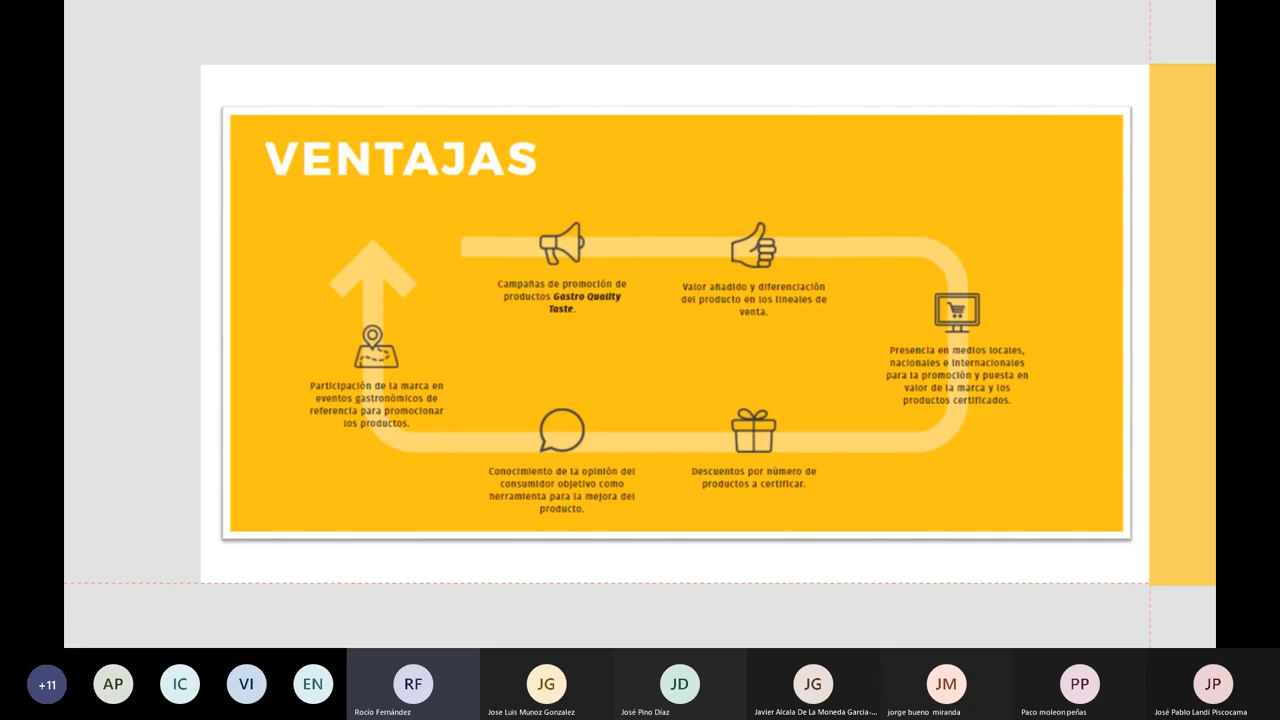 VENTAJAS
Campañas de promoción de
productos Gastro Quality
Taste.
Valor añadido y diferenciación
del producto en los lineales de
venta.
Presencia en medios locales,
nacionales e internacionales
para la promoción y puesta en
valor de la marca y los
productos certificados.
Participación de la marca en
eventos gastronómicos de
referencia para promocionar
los productos.
Conocimiento de la opinión del
consumidor objetivo como
herramienta para la mejora del
producto.
Descuentos por número de
productos a certificar.
+11
AP
IC
VI
EN
RF
JG
JD
JG
JM
PP
JP
Rocío Fernández
Jose Luis Munoz Gonzalez
José Pino Díaz
Javier Alcala De La Moneda Garcia-...
jorge bueno miranda
Paco moleon peñas
José Pablo Landi Piscocama